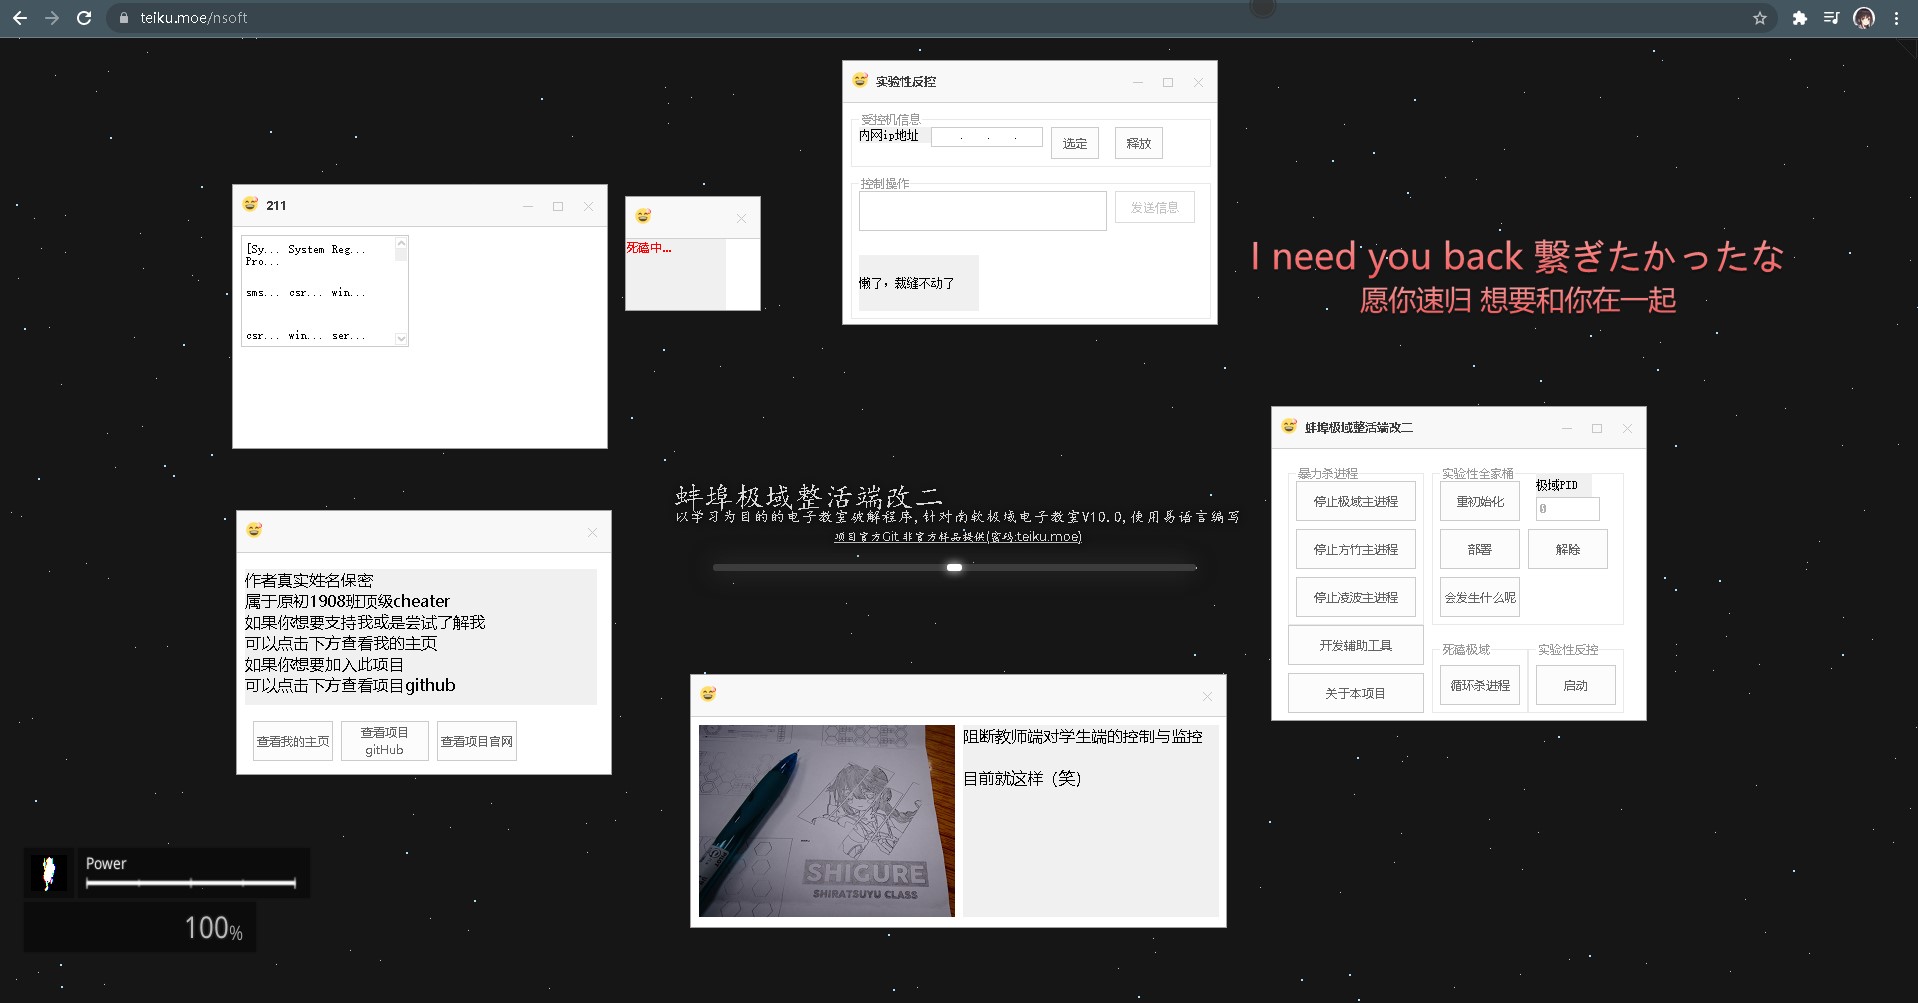 teiku.moe/nsoft
实验性反控
受控机信息
内网ip地址 . . . 选定 释放
控制操作
发送信息
懒了，裁缝不动了
211
[Sy... System Reg...
Pro...
sms... csr... win...
csr... win... ser...
死磕中...
I need you back 繋ぎたかったな
愿你速归 想要和你在一起
蚌埠极域整活端改二
暴力杀进程
停止极域主进程
停止方竹主进程
停止凌波主进程
开发辅助工具
关于本项目
实验性全家桶
重初始化
极域PID
0
部署 解除
会发生什么呢
死磕极域
循环杀进程
实验性反控
启动
蚌埠极域整活端改二
以学习为目的的电子教室破解程序,针对南软极域电子教室V10.0,使用易语言编写
项目官方Git 非官方样品提供(密码:teiku.moe)
作者真实姓名保密
属于原初1908班顶级cheater
如果你想要支持我或是尝试了解我
可以点击下方查看我的主页
如果你想要加入此项目
可以点击下方查看项目github
查看我的主页
查看项目
gitHub
查看项目官网
SHIGURE
SHIRATSUYU CLASS
阻断教师端对学生端的控制与监控
目前就这样（笑）
Power
100%